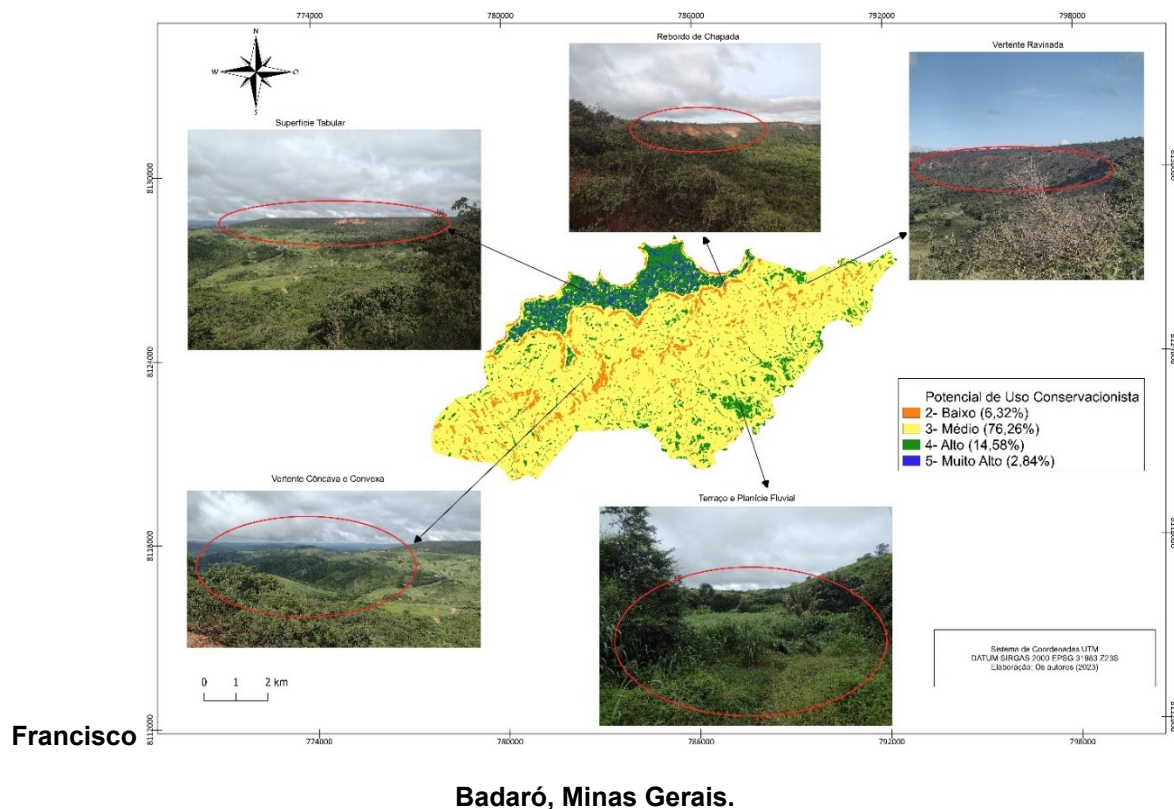 774000 780000 786000 792000 798000
Rebordo de Chapada
Vertente Ravinada
N
W O
S
Superfície Tabular
8130000
8124000
Potencial de Uso Conservacionista
2- Baixo (6,32%)
3- Médio (76,26%)
4- Alto (14,58%)
5- Muito Alto (2,84%)
Vertente Côncava e Convexa
Terraço e Planície Fluvial
8118000
Sistema de Coordenadas UTM
DATUM SIRGAS 2000 EPSG 31983 Z23S
Elaboração: Os autores (2023)
0 1 2 km
8112000
774000 780000 786000 792000 798000
Francisco
Badaró, Minas Gerais.